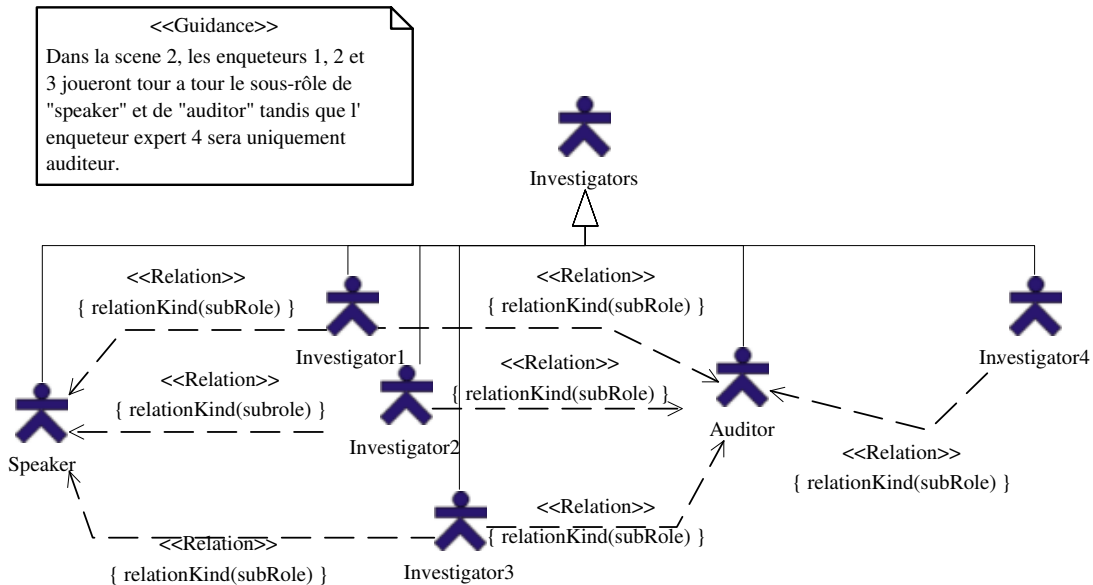 <<Guidance>>
Dans la scene 2, les enqueteurs 1, 2 et
3 joueront tour a tour le sous-rôle de
"speaker" et de "auditor" tandis que l'
enqueteur expert 4 sera uniquement
auditeur.
Investigators
<<Relation>>
{ relationKind(subRole) }
<<Relation>>
{ relationKind(subRole) }
Investigator1
Investigator4
<<Relation>>
{ relationKind(subrole) }
<<Relation>>
{ relationKind(subRole) }
Auditor
Investigator2
Speaker
<<Relation>>
{ relationKind(subRole) }
<<Relation>>
{ relationKind(subRole) }
<<Relation>>
{ relationKind(subRole) }
Investigator3